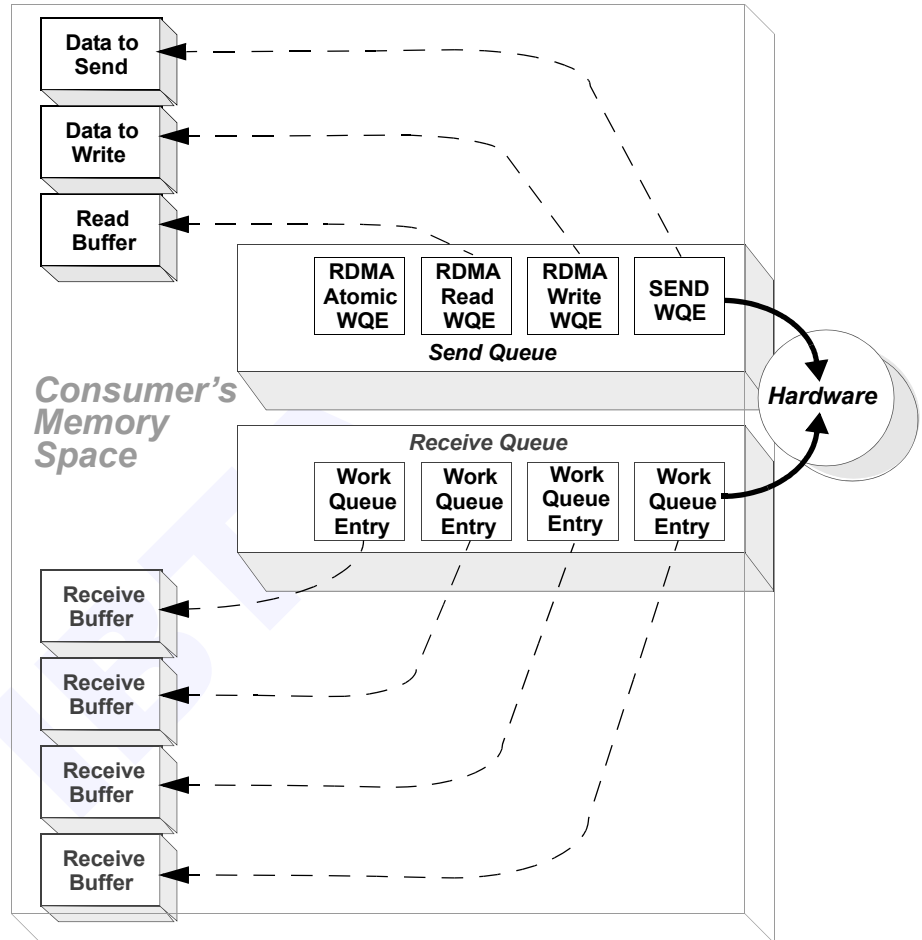 Data to
Send
Data to
Write
Read
Buffer
RDMA
Atomic
WQE
RDMA
Read
WQE
RDMA
Write
WQE
SEND
WQE
Send Queue
Hardware
Consumer's
Memory
Space
Receive Queue
Work
Queue
Entry
Work
Queue
Entry
Work
Queue
Entry
Work
Queue
Entry
Receive
Buffer
Receive
Buffer
Receive
Buffer
Receive
Buffer